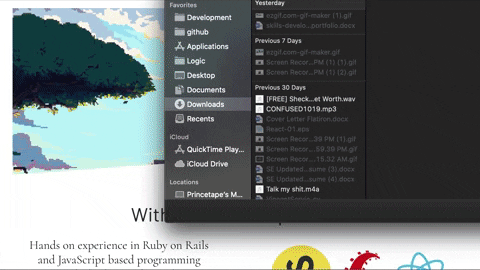 Favorites
Development
github
Applications
Logic
Desktop
Documents
Downloads
Recents
iCloud
QuickTime Play...
iCloud Drive
Locations
Princetape's M...
Yesterday
ezgif.com-gif-maker (1).gif
skills-develo...portfolio.docx
Previous 7 Days
ezgif.com-gif-maker.gif
Screen Recor...PM (1) (1).gif
Screen Recor...PM (1) (2).gif
Previous 30 Days
[FREE] Sheck...et Worth.wav
CONFUSED1019.mp3
Cover Letter Flatiron.docx
React-01.eps
Screen Recor...39 PM (1).gif
Screen Recor...59.39 PM.gif
Screen Recor...15.32 AM.gif
SE Updated...sume (3).docx
SE Updated...sume (4).docx
Talk my shit.m4a
With
Hands on experience in Ruby on Rails
and JavaScript based programming
S